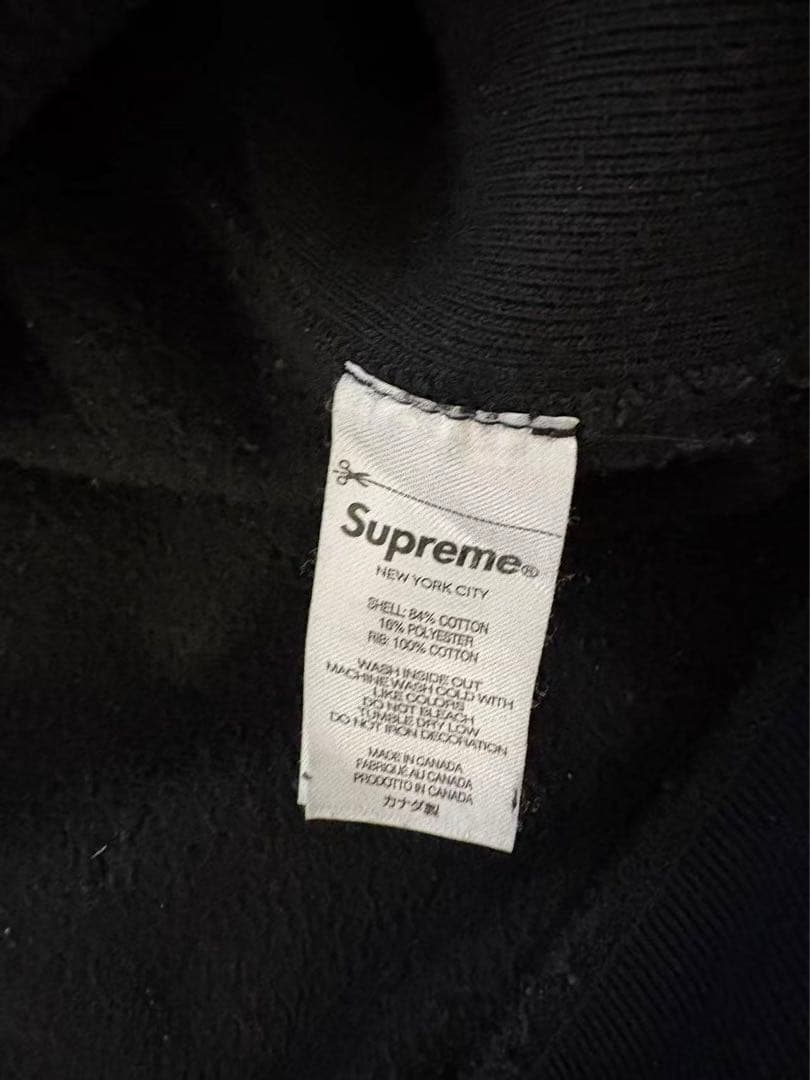 Supreme®
NEW YORK CITY
SHELL: 84% COTTON
16% POLYESTER
RIB: 100% COTTON
WASH INSIDE OUT
MACHINE WASH COLD WITH
LIKE COLORS
DO NOT BLEACH
TUMBLE DRY LOW
DO NOT IRON DECORATION
MADE IN CANADA
FABRIQUÉ AU CANADA
PRODOTTO IN CANADA
カナダ製